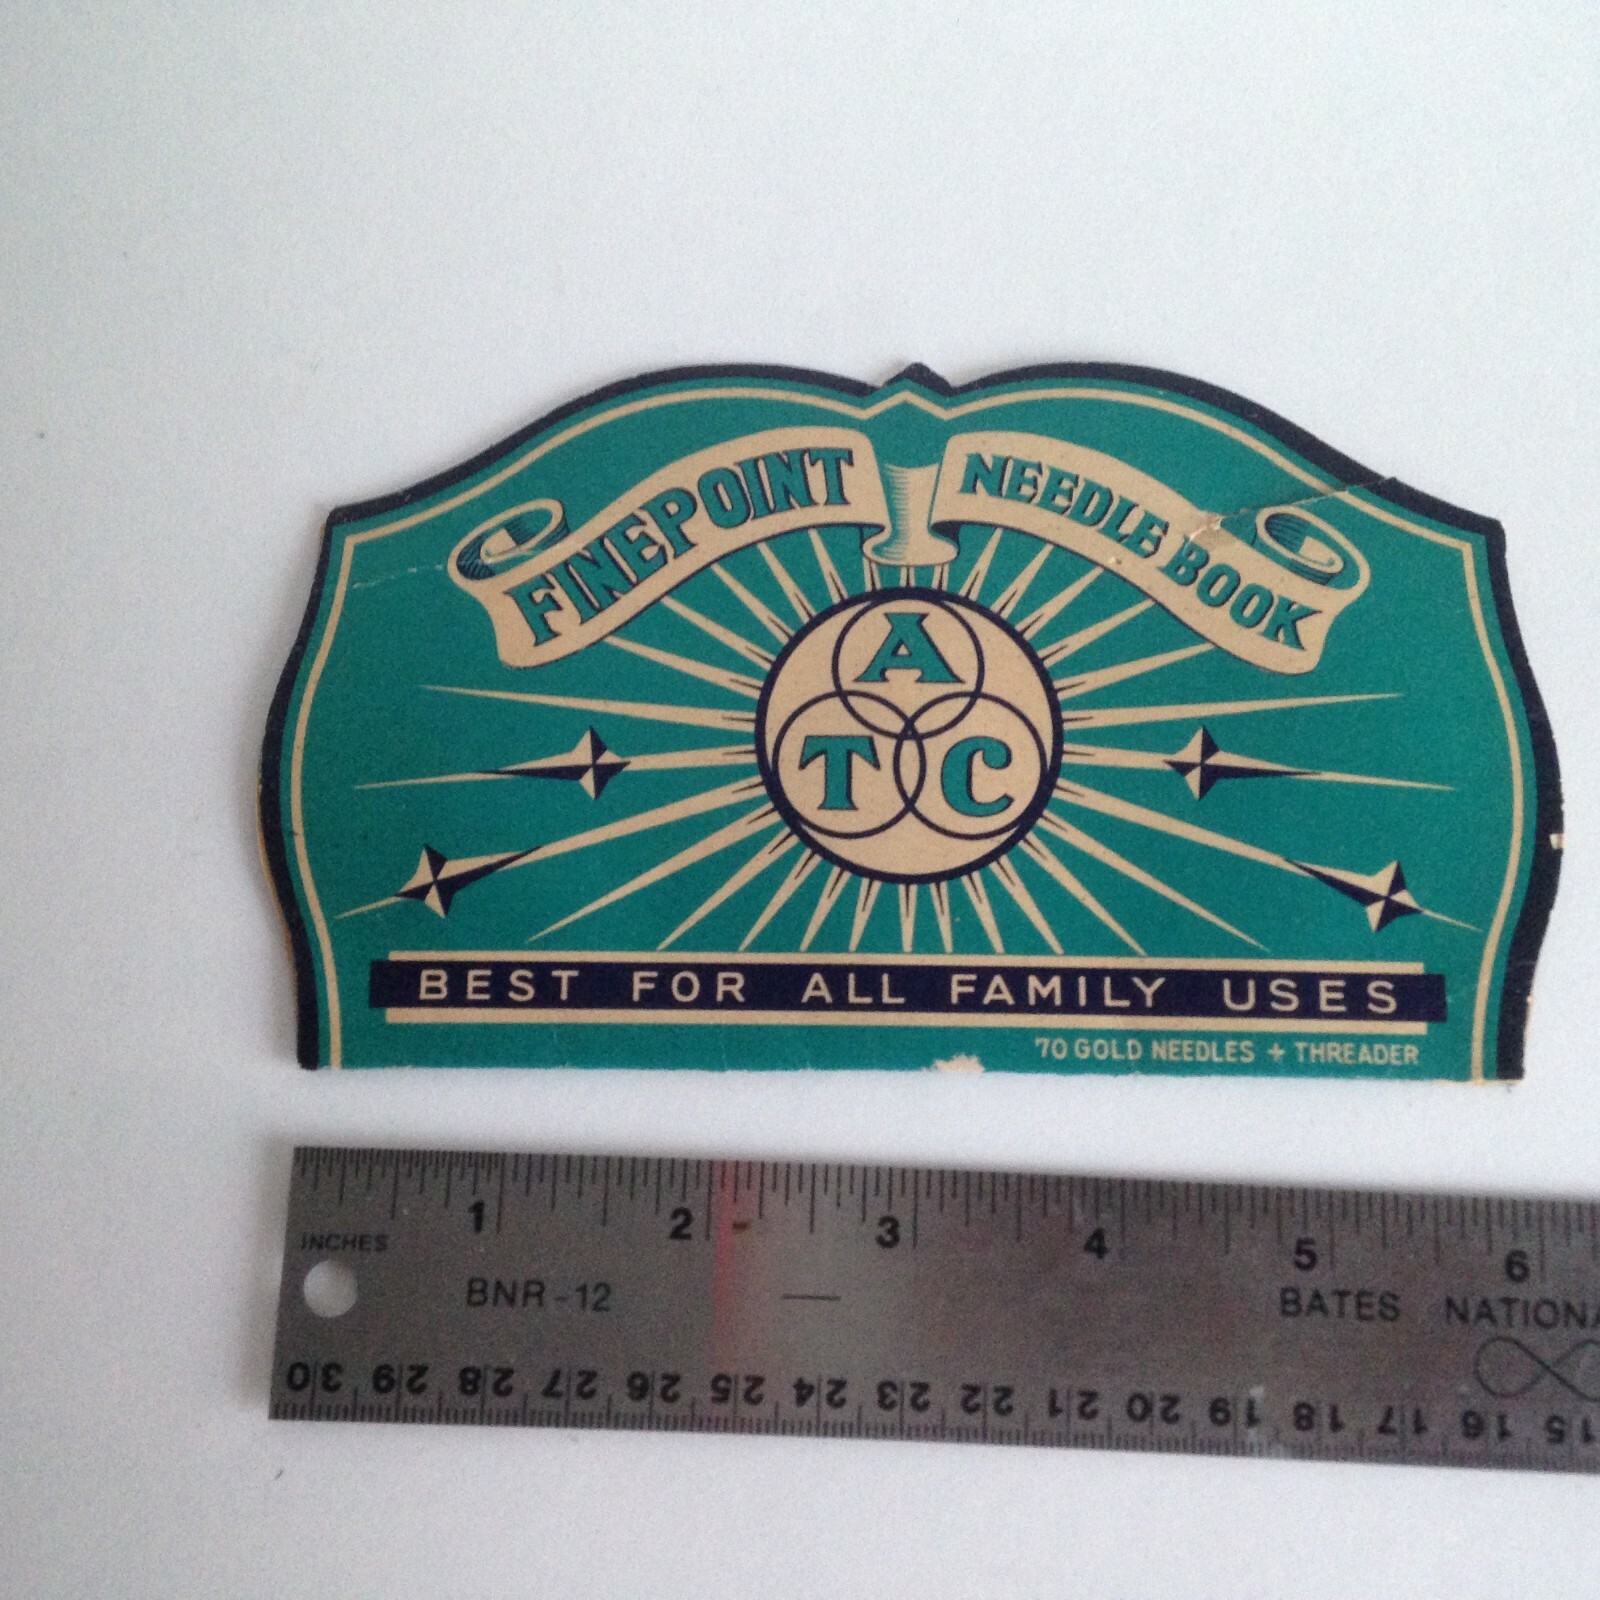 FINEPOINT NEEDLE BOOK
A
T C
BEST FOR ALL FAMILY USES
70 GOLD NEEDLES + THREADER
1 2 3 4 5 6
INCHES
BNR-12
BATES NATIONA
30 29 28 27 26 25 24 23 22 21 20 19 18 17 16 15